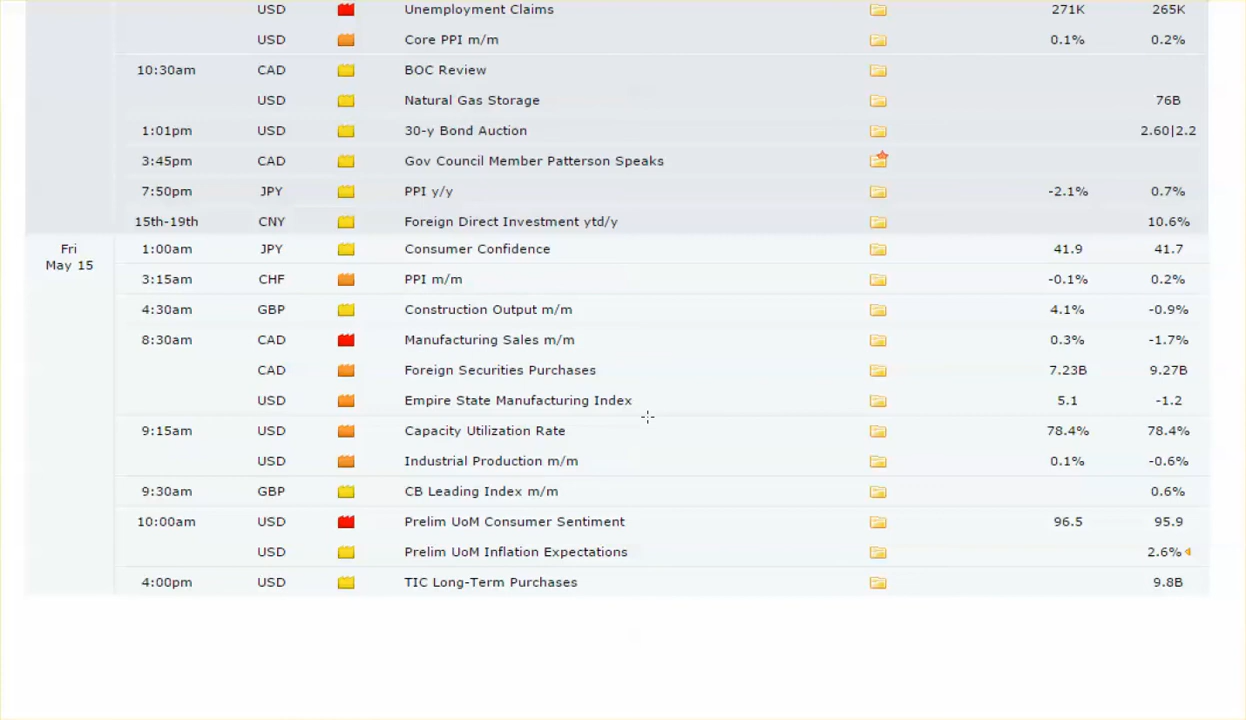 USD Unemployment Claims 271K 265K
USD Core PPI m/m 0.1% 0.2%
10:30am CAD BOC Review
USD Natural Gas Storage 76B
1:01pm USD 30-y Bond Auction 2.60|2.2
3:45pm CAD Gov Council Member Patterson Speaks
7:50pm JPY PPI y/y -2.1% 0.7%
15th-19th CNY Foreign Direct Investment ytd/y 10.6%
Fri 1:00am JPY Consumer Confidence 41.9 41.7
May 15
3:15am CHF PPI m/m -0.1% 0.2%
4:30am GBP Construction Output m/m 4.1% -0.9%
8:30am CAD Manufacturing Sales m/m 0.3% -1.7%
CAD Foreign Securities Purchases 7.23B 9.27B
USD Empire State Manufacturing Index 5.1 -1.2
9:15am USD Capacity Utilization Rate 78.4% 78.4%
USD Industrial Production m/m 0.1% -0.6%
9:30am GBP CB Leading Index m/m 0.6%
10:00am USD Prelim UoM Consumer Sentiment 96.5 95.9
USD Prelim UoM Inflation Expectations 2.6%
4:00pm USD TIC Long-Term Purchases 9.8B